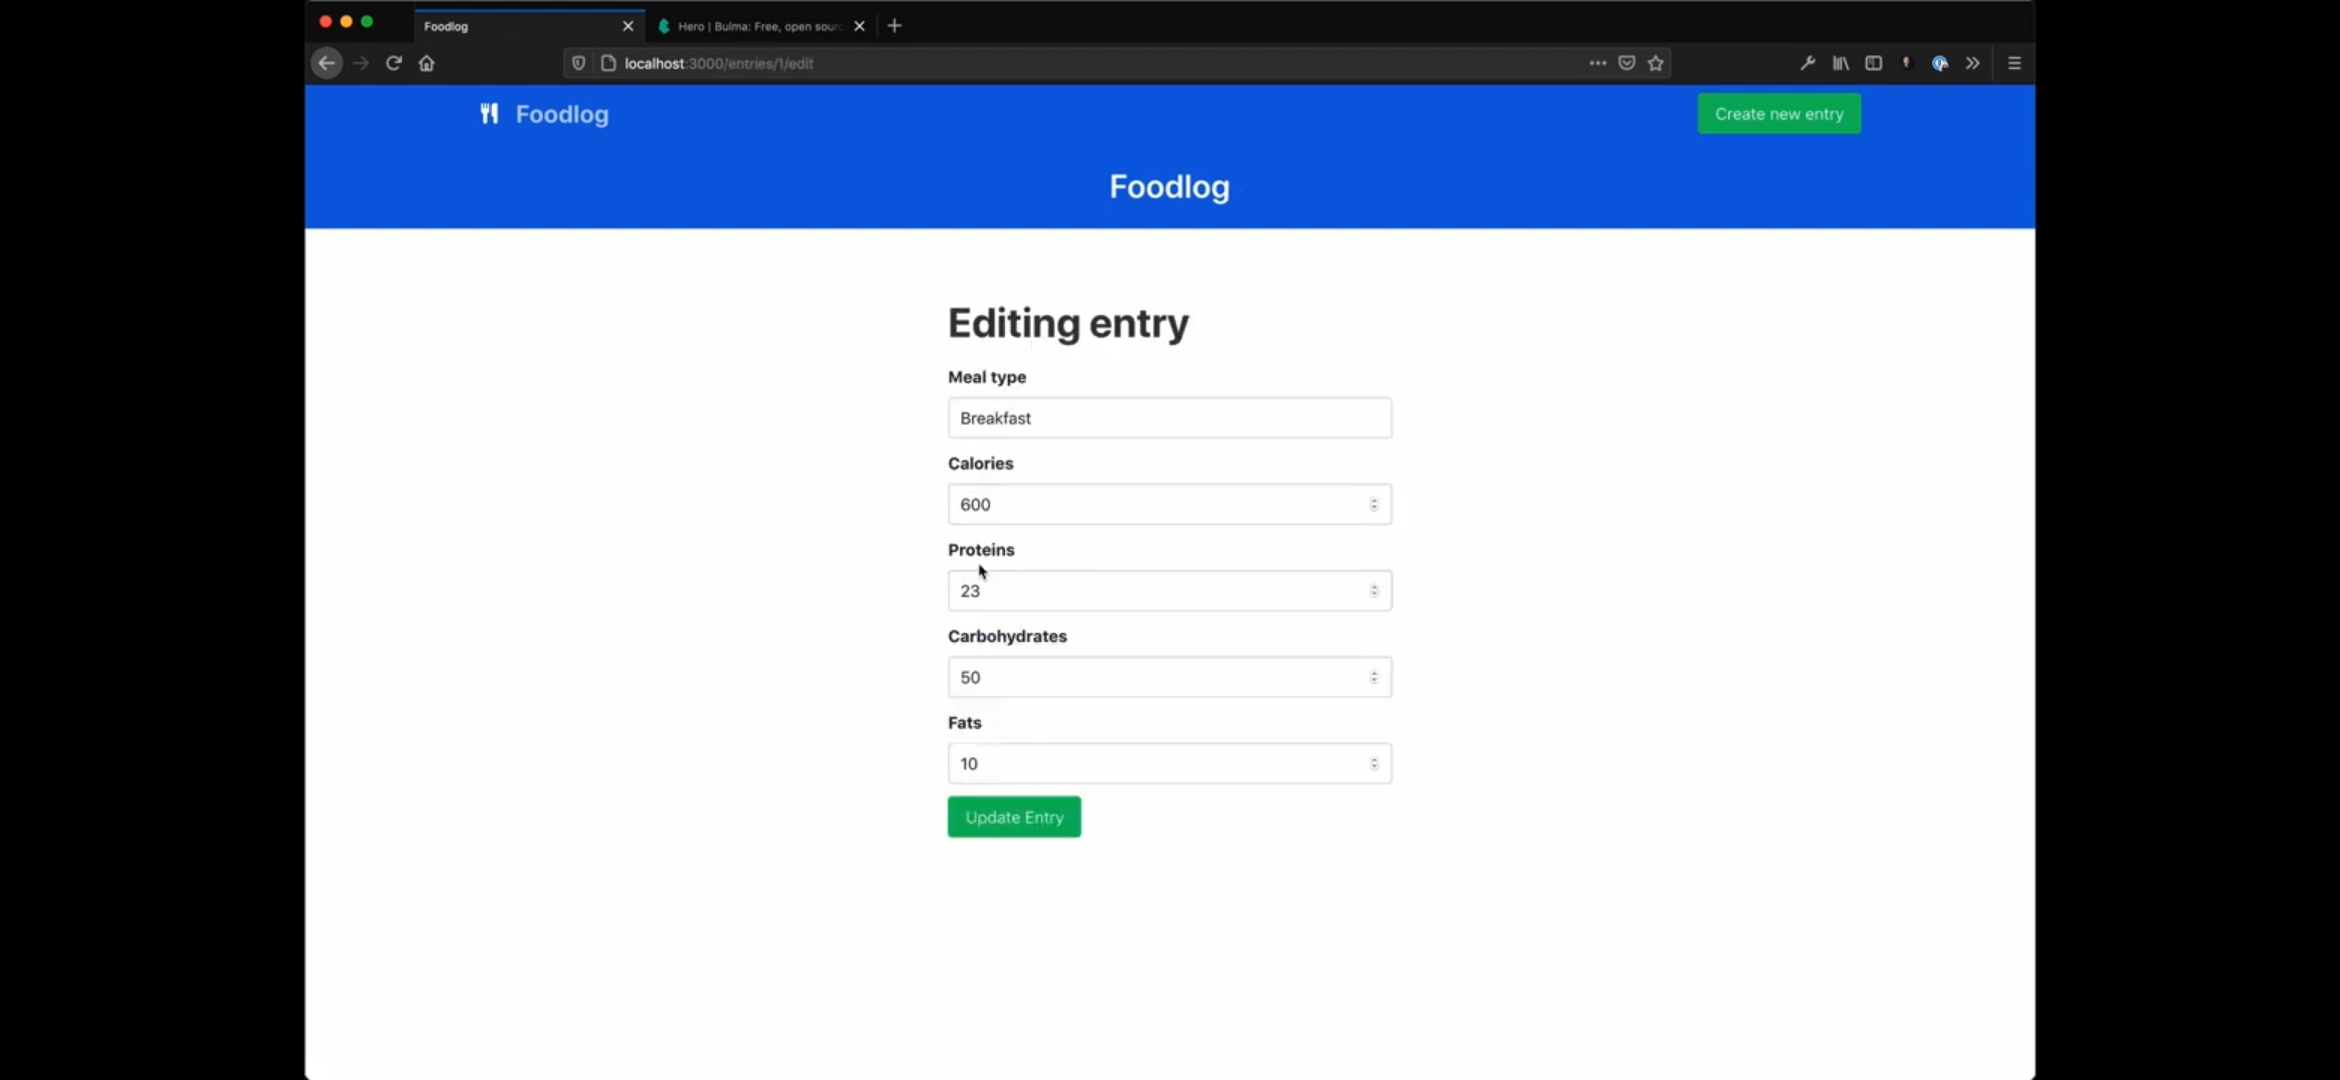 Foodlog
Hero | Bulma: Free, open sour
localhost:3000/entries/1/edit
Foodlog
Create new entry
Foodlog
Editing entry
Meal type
Breakfast
Calories
600
Proteins
23
Carbohydrates
50
Fats
10
Update Entry